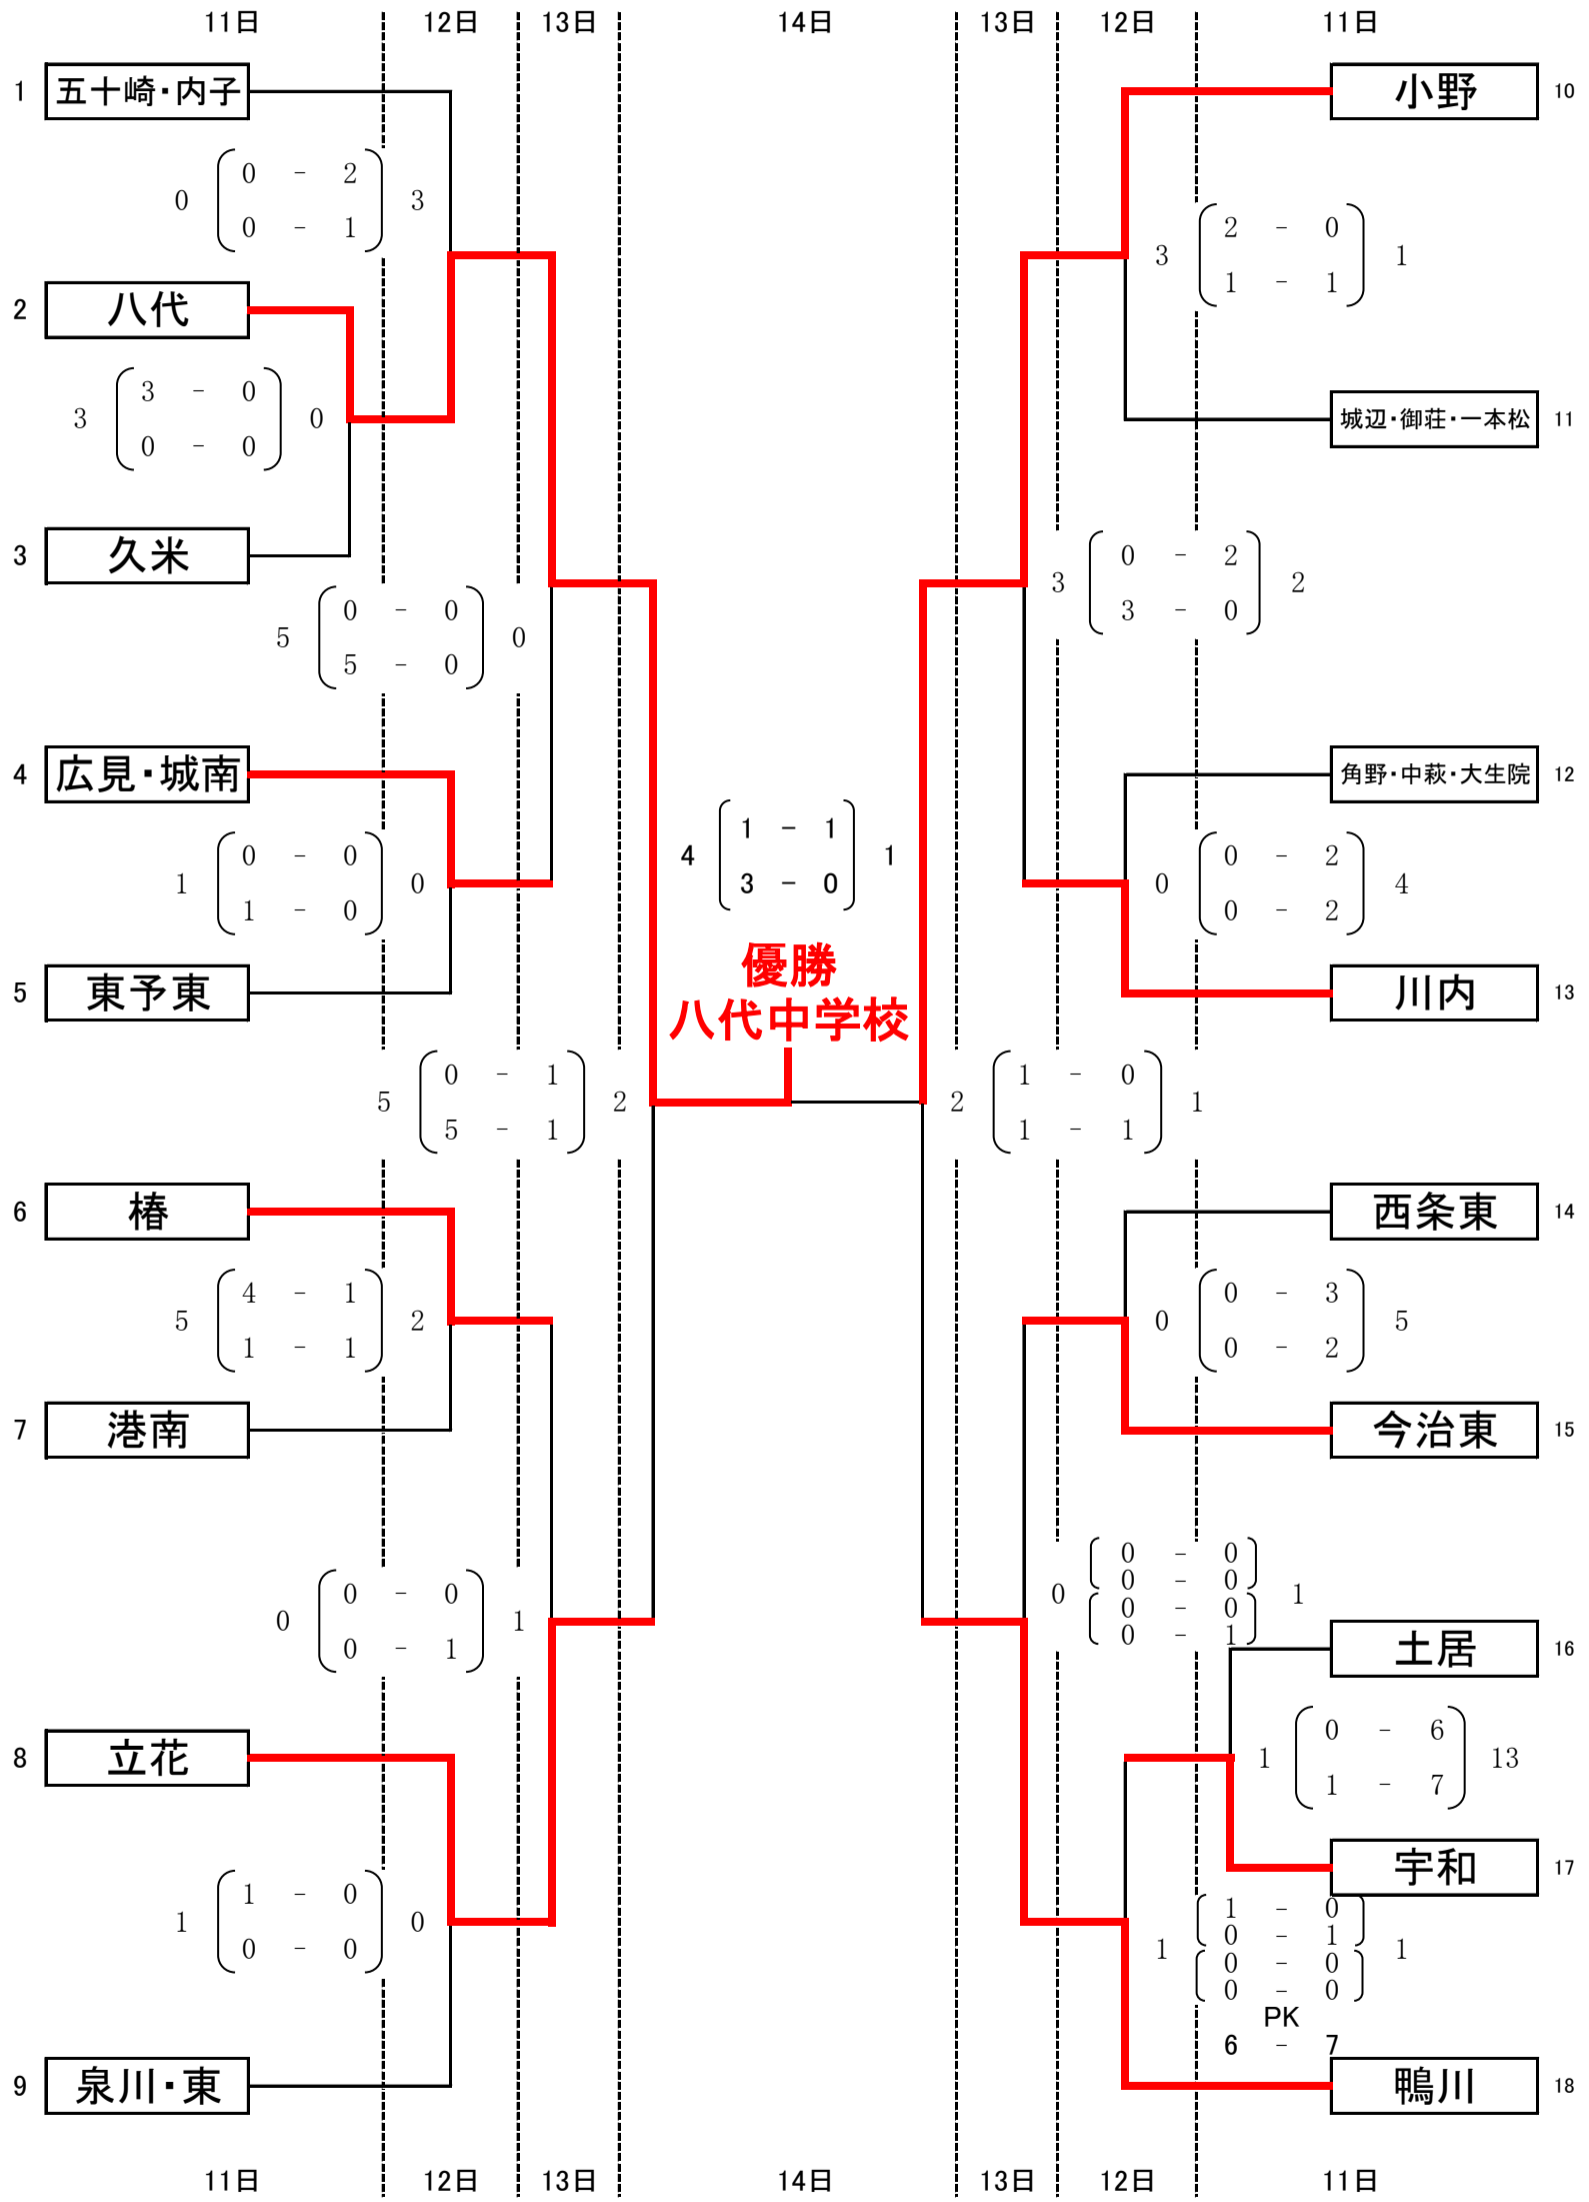 11日 12日 13日 14日 13日 12日 11日
1 五十崎・内子
小野 10
0 0 - 2 3
0 - 1
3 2 - 0 1
1 - 1
2 八代
3 3 - 0 0
0 - 0
城辺・御荘・一本松 11
3 久米
5 0 - 0 0
5 - 0
3 0 - 2 2
3 - 0
4 広見・城南
角野・中萩・大生院 12
4 1 - 1 1
3 - 0
1 0 - 0 0
1 - 0
0 0 - 2 4
0 - 2
優勝
八代中学校
5 東予東
川内 13
5 0 - 1 2
5 - 1
2 1 - 0 1
1 - 1
6 椿
西条東 14
5 4 - 1 2
1 - 1
0 0 - 3 5
0 - 2
7 港南
今治東 15
0 0 - 0 1
0 - 1
0 0 - 0 1
0 - 0
0 - 0
0 - 1
土居 16
8 立花
1 0 - 6 13
1 - 7
宇和 17
1 1 - 0 0
0 - 0
1 1 - 0 1
0 - 1
0 - 0
0 - 0
PK
6 - 7
9 泉川・東
鴨川 18
11日 12日 13日 14日 13日 12日 11日